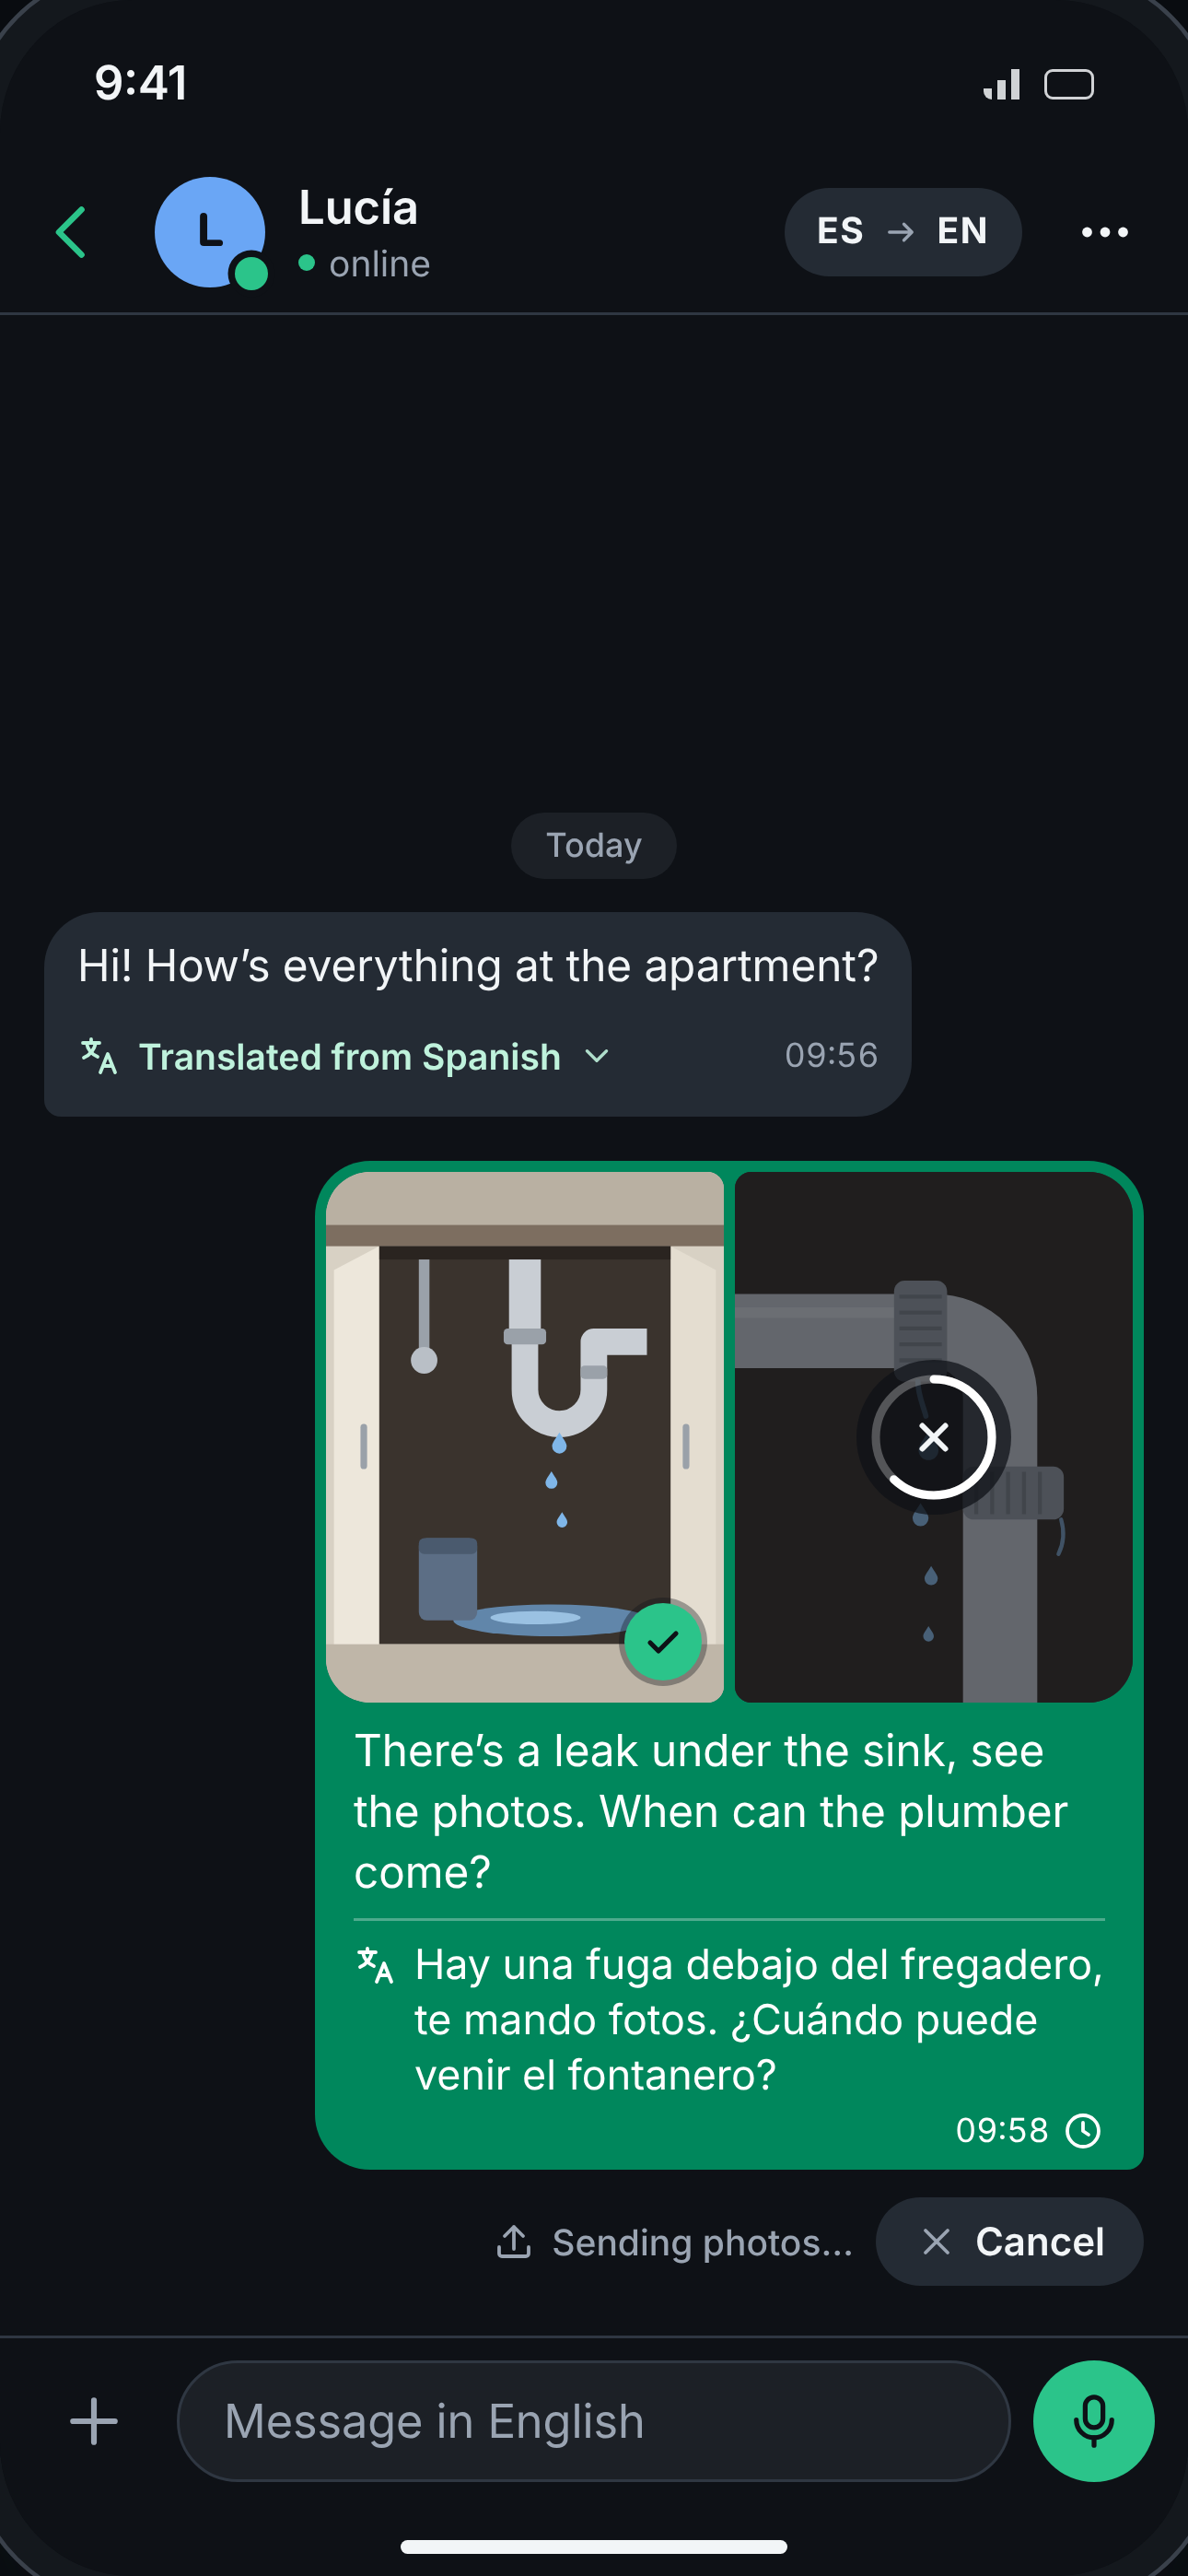 9:41
L
Lucía
online
ES → EN
Today
Hi! How’s everything at the apartment?
Translated from Spanish
09:56
There’s a leak under the sink, see
the photos. When can the plumber
come?
Hay una fuga debajo del fregadero,
te mando fotos. ¿Cuándo puede
venir el fontanero?
09:58
Sending photos...
Cancel
Message in English